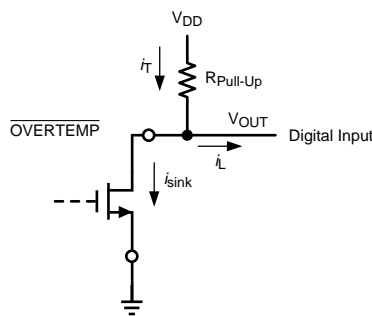 VDD
iT
RPull-Up
OVERTEMP
VOUT
Digital Input
iL
isink